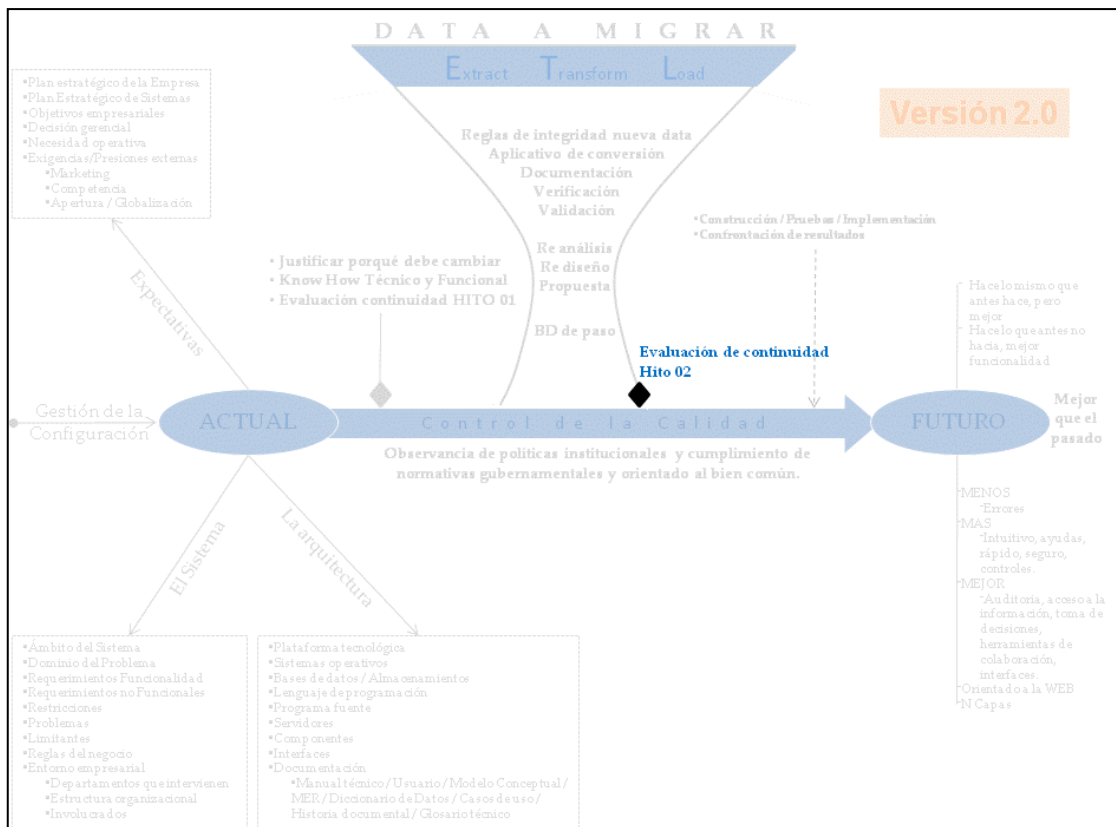 DATA A MIGRAR
Extract Transform Load
Versión 2.0
▪Plan estratégico de la Empresa
▪Plan Estratégico de Sistemas
▪Objetivos empresariales
▪Decisión gerencial
▪Necesidad operativa
▪Exigencias/Presiones externas
▪Marketing
▪Competencia
▪Apertura / Globalización
Reglas de integridad nueva data
Aplicativo de conversión
Documentación
Verificación
Validación
Re análisis
Re diseño
Propuesta
BD de paso
▪Construcción / Pruebas / Implementación
▪Confrontación de resultados
• Justificar porqué debe cambiar
• Know How Técnico y Funcional
• Evaluación continuidad HITO 01
Expectativas
Evaluación de continuidad
Hito 02
Hace lo mismo que
antes hace, pero
mejor
Hace lo que antes no
hacia, mejor
funcionalidad
Gestión de la
Configuración
ACTUAL
Control de la Calidad
FUTURO
Mejor
que el
pasado
Observancia de políticas institucionales y cumplimiento de
normativas gubernamentales y orientado al bien común.
El Sistema
La arquitectura
MENOS
Errores
MAS
Intuitivo, ayudas,
rápido, seguro,
controles.
MEJOR
Auditoría, acceso a la
información, toma de
decisiones,
herramientas de
colaboración,
interfaces.
Orientado a la WEB
N Capas
▪Ámbito del Sistema
▪Dominio del Problema
▪Requerimientos Funcionalidad
▪Requerimientos no Funcionales
▪Restricciones
▪Problemas
▪Limitantes
▪Reglas del negocio
▪Entorno empresarial
▪Departamentos que intervienen
▪Estructura organizacional
▪Involucrados
▪Plataforma tecnológica
▪Sistemas operativos
▪Bases de datos / Almacenamientos
▪Lenguaje de programación
▪Programa fuente
▪Servidores
▪Componentes
▪Interfaces
▪Documentación
▪Manual técnico / Usuario / Modelo Conceptual /
MER / Diccionario de Datos / Casos de uso /
Historia documental / Glosario técnico